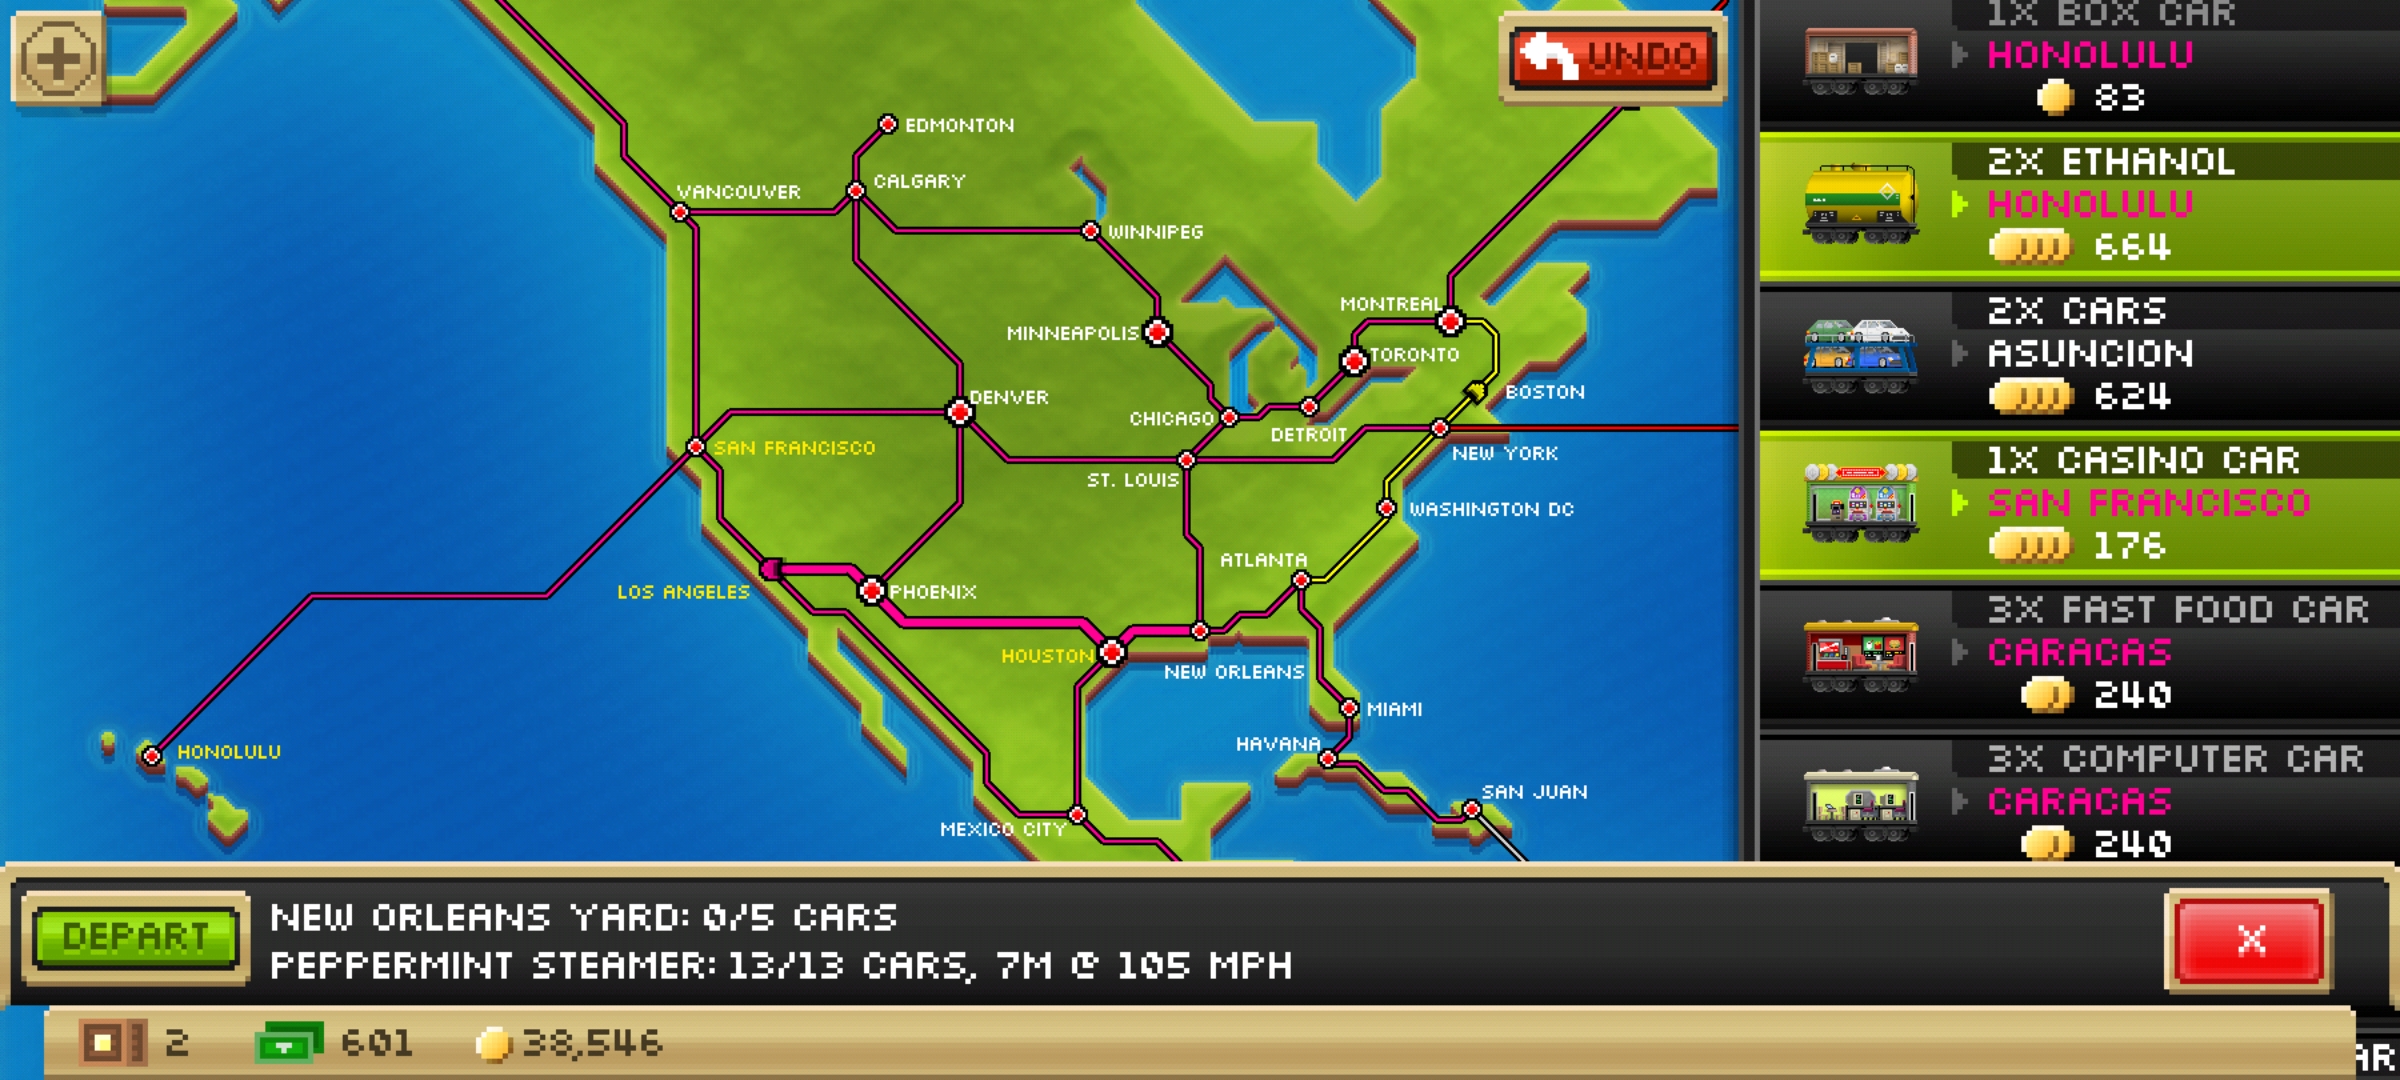 UNDO
EDMONTON
CALGARY
VANCOUVER
WINNIPEG
MONTREAL
MINNEAPOLIS
TORONTO
DENVER
BOSTON
CHICAGO
DETROIT
SAN FRANCISCO
NEW YORK
ST. LOUIS
WASHINGTON DC
ATLANTA
LOS ANGELES
PHOENIX
HOUSTON
NEW ORLEANS
MIAMI
HAVANA
HONOLULU
SAN JUAN
MEXICO CITY
1X BOX CAR
HONOLULU
83
2X ETHANOL
HONOLULU
664
2X CARS
ASUNCION
624
1X CASINO CAR
SAN FRANCISCO
176
3X FAST FOOD CAR
CARACAS
240
3X COMPUTER CAR
CARACAS
240
DEPART
NEW ORLEANS YARD: 0/5 CARS
PEPPERMINT STEAMER: 13/13 CARS, 7M @ 105 MPH
X
2
601
38,546
AR